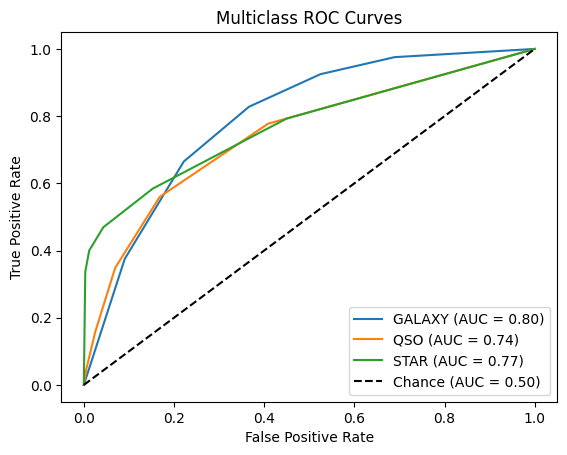 Multiclass ROC Curves
True Positive Rate
1.0
0.8
0.6
0.4
0.2
0.0
GALAXY (AUC = 0.80)
QSO (AUC = 0.74)
STAR (AUC = 0.77)
Chance (AUC = 0.50)
0.0 0.2 0.4 0.6 0.8 1.0
False Positive Rate